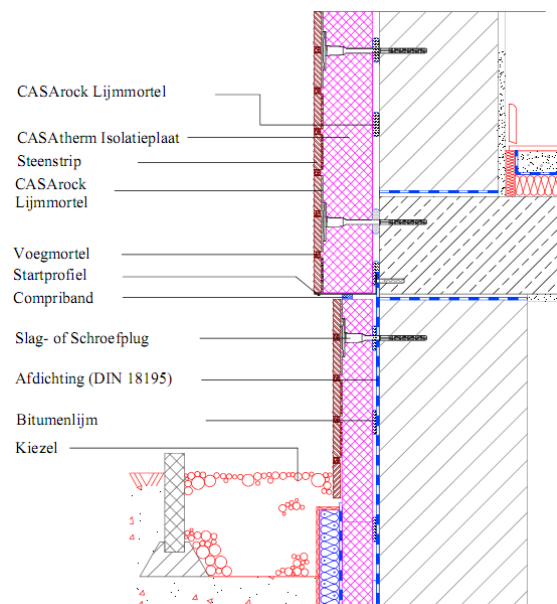 CASArock Lijmmortel
CASAtherm Isolatieplaat
Steenstrip
CASArock
Lijmmortel
Voegmortel
Startprofiel
Compriband
Slag- of Schroefplug
Afdichting (DIN 18195)
Bitumenlijm
Kiezel